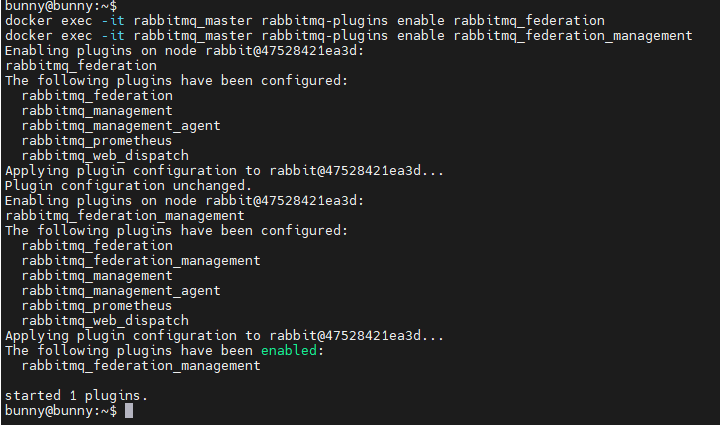 bunny@bunny:~$
docker exec -it rabbitmq_master rabbitmq-plugins enable rabbitmq_federation
docker exec -it rabbitmq_master rabbitmq-plugins enable rabbitmq_federation_management
Enabling plugins on node rabbit@47528421ea3d:
rabbitmq_federation
The following plugins have been configured:
  rabbitmq_federation
  rabbitmq_management
  rabbitmq_management_agent
  rabbitmq_prometheus
  rabbitmq_web_dispatch
Applying plugin configuration to rabbit@47528421ea3d...
Plugin configuration unchanged.
Enabling plugins on node rabbit@47528421ea3d:
rabbitmq_federation_management
The following plugins have been configured:
  rabbitmq_federation
  rabbitmq_federation_management
  rabbitmq_management
  rabbitmq_management_agent
  rabbitmq_prometheus
  rabbitmq_web_dispatch
Applying plugin configuration to rabbit@47528421ea3d...
The following plugins have been enabled:
  rabbitmq_federation_management

started 1 plugins.
bunny@bunny:~$